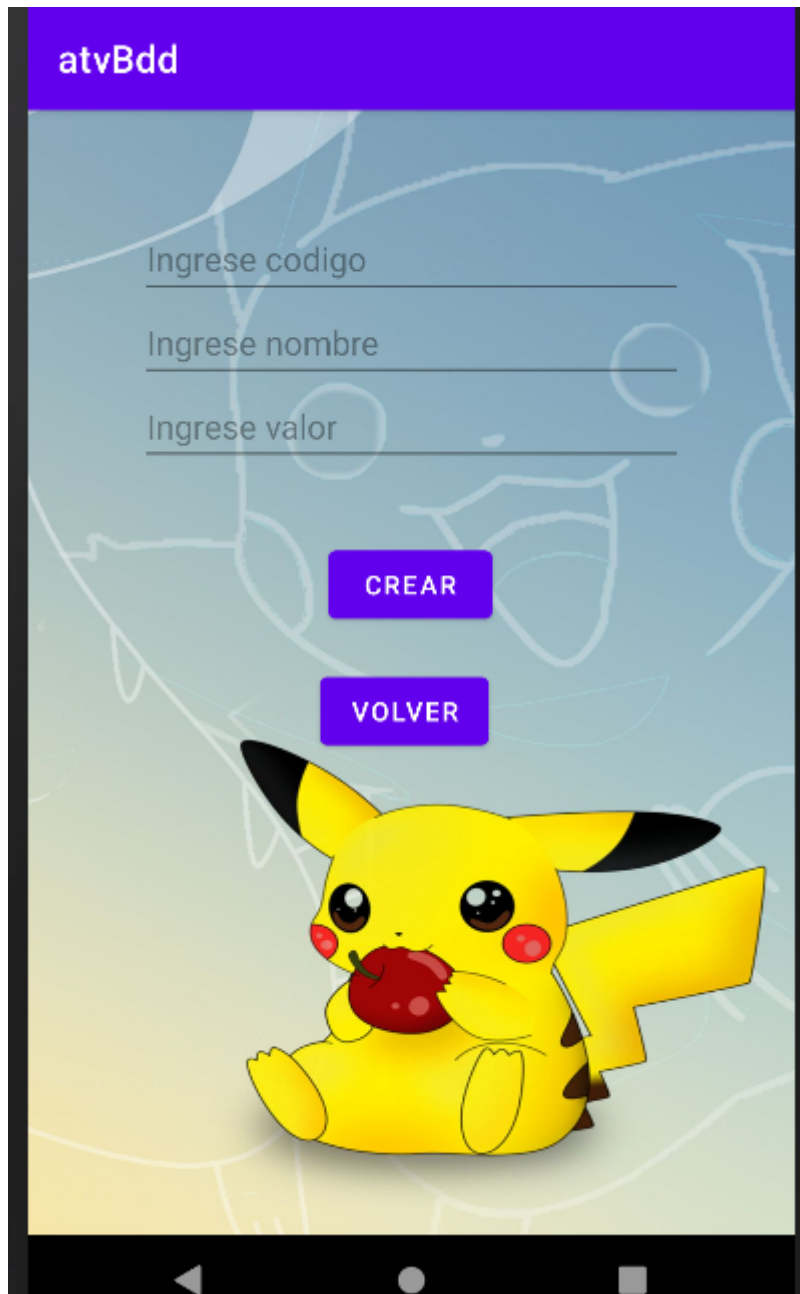 atvBdd
Ingrese codigo
Ingrese nombre
Ingrese valor
CREAR
VOLVER